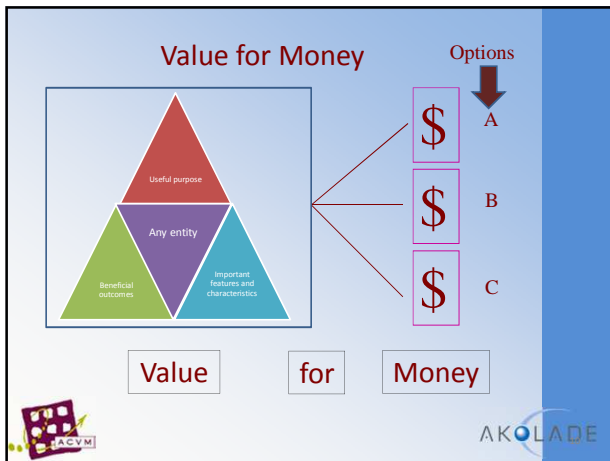 Value for Money
Options
Useful purpose
Any entity
Beneficial
outcomes
Important
features and
characteristics
$ A
$ B
$ C
Value for Money
ACVM
AKOLADE